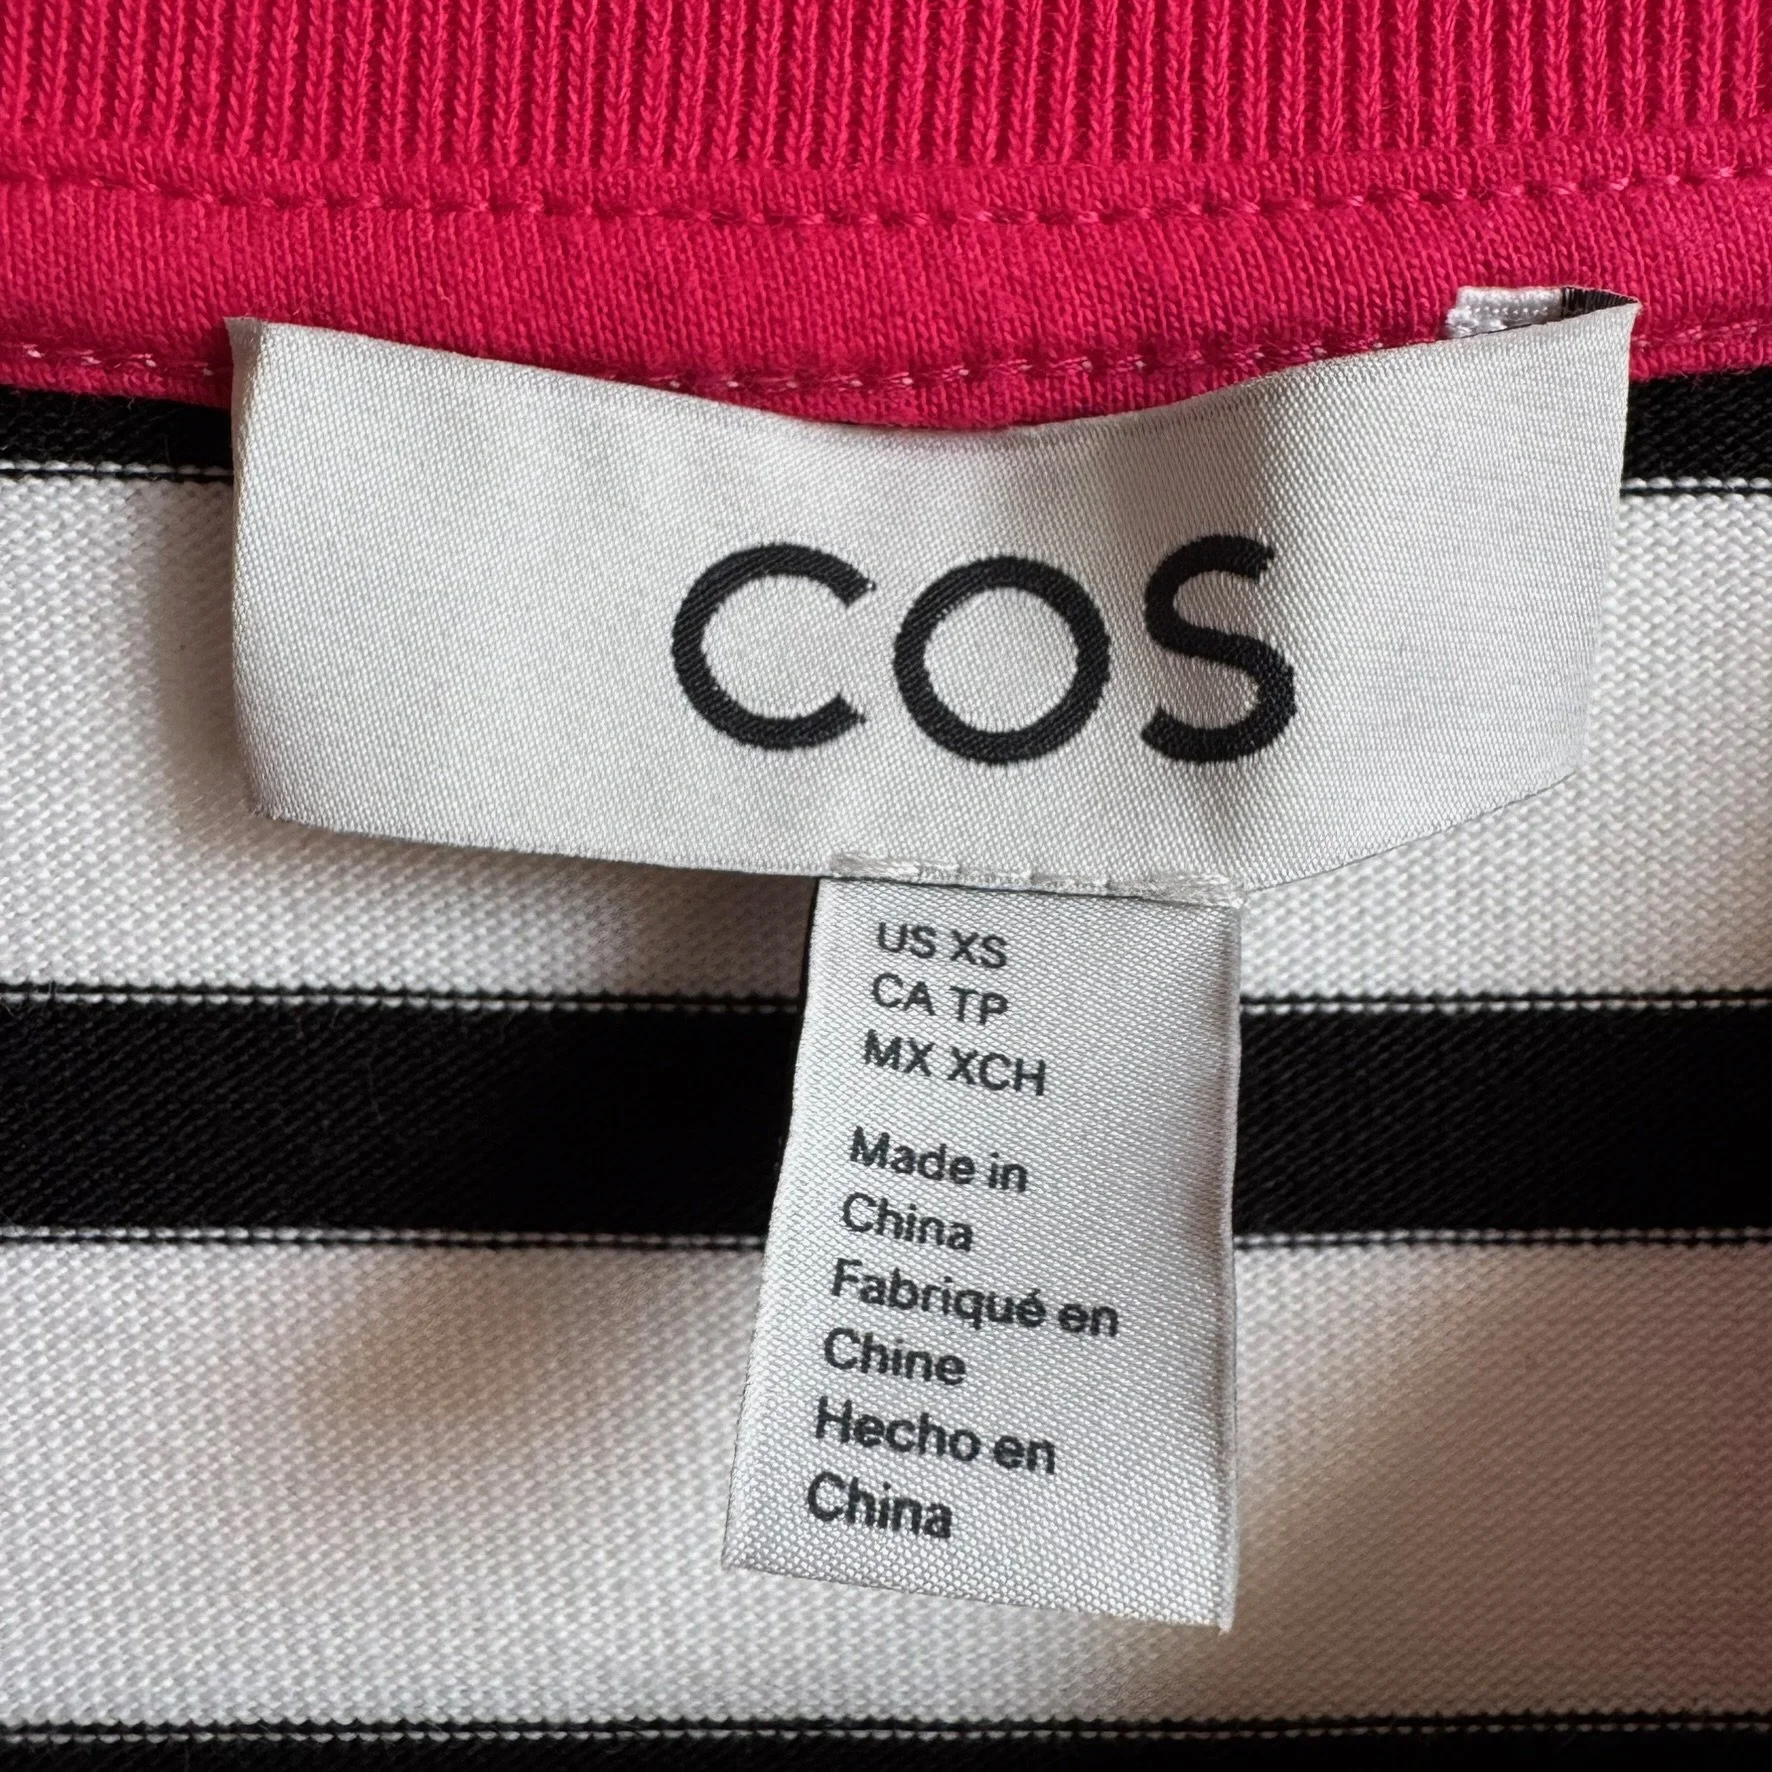 COS
US XS
CA TP
MX XCH
Made in
China
Fabriqué en
Chine
Hecho en
China